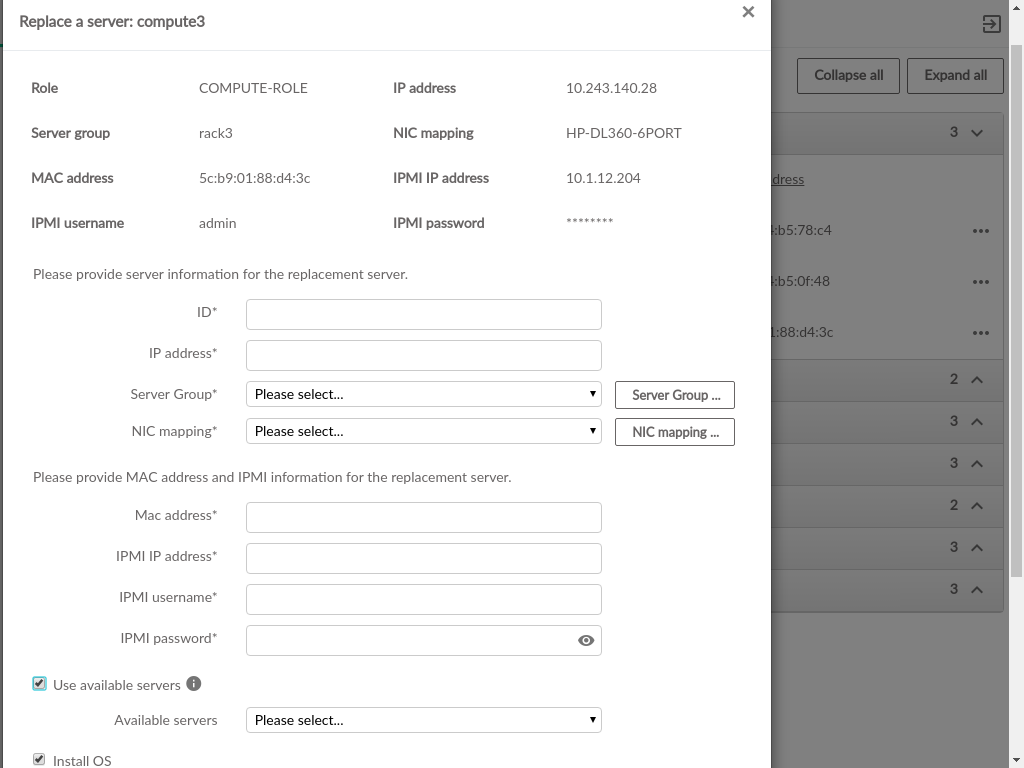 Replace a server: compute3
Collapse all
Expand all
Role COMPUTE-ROLE IP address 10.243.140.28
Server group rack3 NIC mapping HP-DL360-6PORT
3
MAC address 5c:b9:01:88:d4:3c IPMI IP address 10.1.12.204
dress
IPMI username admin IPMI password ********
:b5:78:c4
Please provide server information for the replacement server.
:b5:0f:48
ID*
:88:d4:3c
IP address*
2
Server Group* Please select... Server Group ...
3
NIC mapping* Please select... NIC mapping ...
3
Please provide MAC address and IPMI information for the replacement server.
2
Mac address*
3
IPMI IP address*
3
IPMI username*
IPMI password*
Use available servers
Available servers Please select...
Install OS